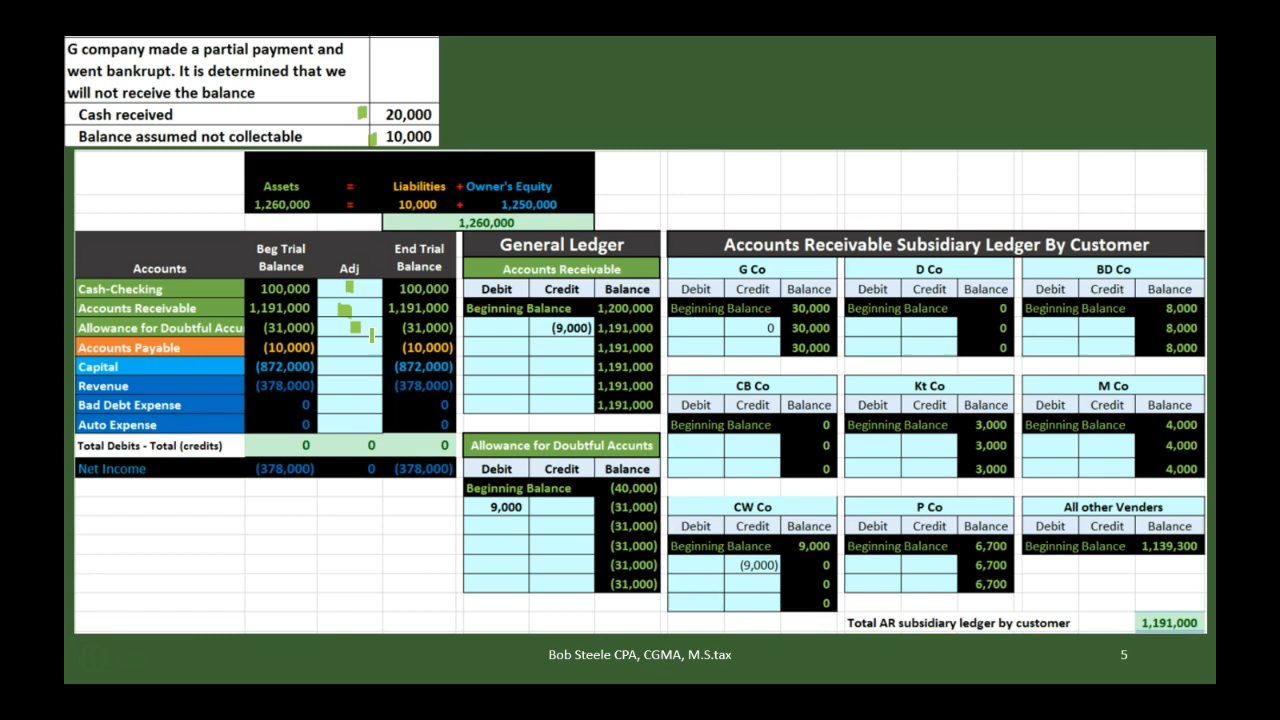 G company made a partial payment and
went bankrupt. It is determined that we
will not receive the balance
Cash received 20,000
Balance assumed not collectable 10,000
Assets = Liabilities + Owner's Equity
1,260,000 = 10,000 + 1,250,000
1,260,000
Accounts Beg Trial Balance Adj End Trial Balance
Cash-Checking 100,000 100,000
Accounts Receivable 1,191,000 1,191,000
Allowance for Doubtful Accu (31,000) (31,000)
Accounts Payable (10,000) (10,000)
Capital (872,000) (872,000)
Revenue (378,000) (378,000)
Bad Debt Expense 0 0
Auto Expense 0 0
Total Debits - Total (credits) 0 0 0
Net Income (378,000) 0 (378,000)
General Ledger
Accounts Receivable
Debit Credit Balance
Beginning Balance 1,200,000
(9,000) 1,191,000
1,191,000
1,191,000
1,191,000
1,191,000
Allowance for Doubtful Accunts
Debit Credit Balance
Beginning Balance (40,000)
9,000 (31,000)
(31,000)
(31,000)
(31,000)
(31,000)
Accounts Receivable Subsidiary Ledger By Customer
G Co
Debit Credit Balance
Beginning Balance 30,000
0 30,000
30,000
D Co
Debit Credit Balance
Beginning Balance 0
0
0
BD Co
Debit Credit Balance
Beginning Balance 8,000
8,000
8,000
CB Co
Debit Credit Balance
Beginning Balance 0
0
0
Kt Co
Debit Credit Balance
Beginning Balance 3,000
3,000
3,000
M Co
Debit Credit Balance
Beginning Balance 4,000
4,000
4,000
CW Co
Debit Credit Balance
Beginning Balance 9,000
(9,000) 0
0
0
P Co
Debit Credit Balance
Beginning Balance 6,700
6,700
6,700
All other Venders
Debit Credit Balance
Beginning Balance 1,139,300
Total AR subsidiary ledger by customer 1,191,000
Bob Steele CPA, CGMA, M.S.tax
5